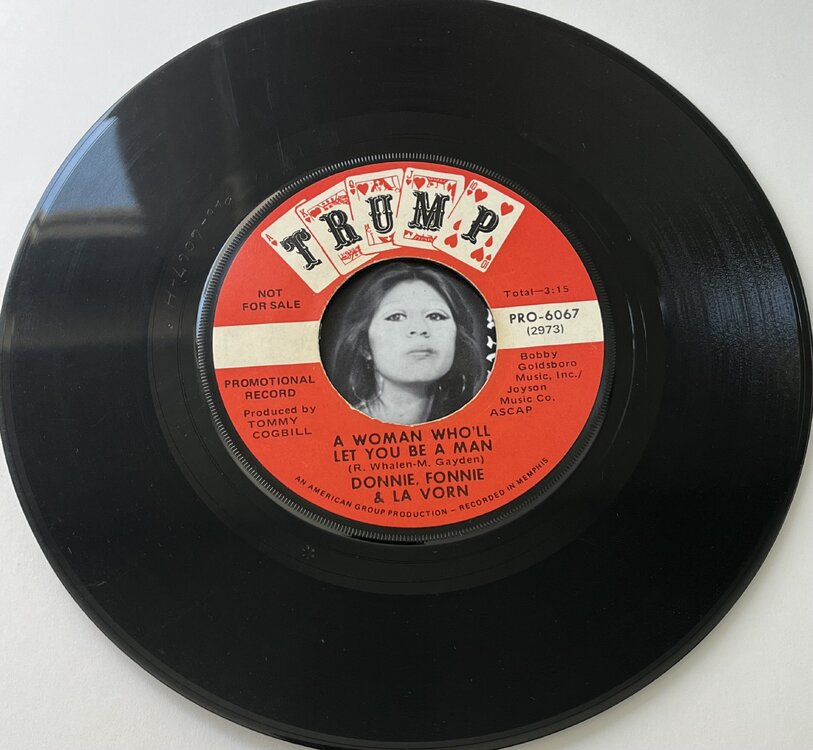 TRUMP
A
K
Q
J
10
10
NOT
FOR SALE
Total—3:15
PRO-6067
(2973)
PROMOTIONAL
RECORD
Produced by
TOMMY
COGBILL
Bobby
Goldsboro
Music, Inc./
Joyson
Music Co.
ASCAP
A WOMAN WHO'LL
LET YOU BE A MAN
(R. Whalen-M. Gayden)
DONNIE, FONNIE
& LA VORN
AN AMERICAN GROUP PRODUCTION – RECORDED IN MEMPHIS